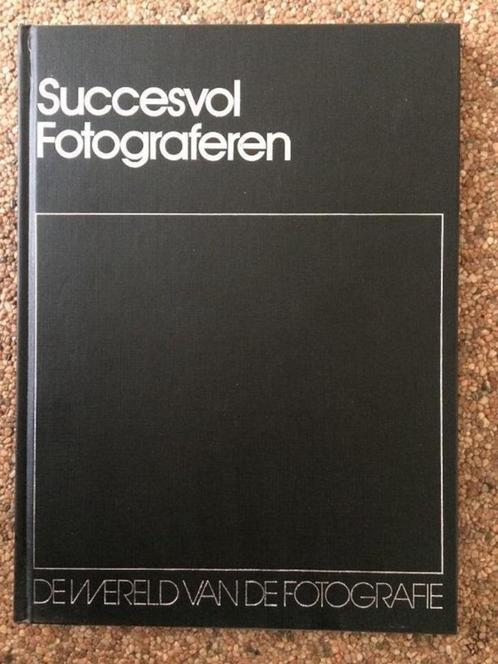 Succesvol
Fotograferen
DE WERELD VAN DE FOTOGRAFIE